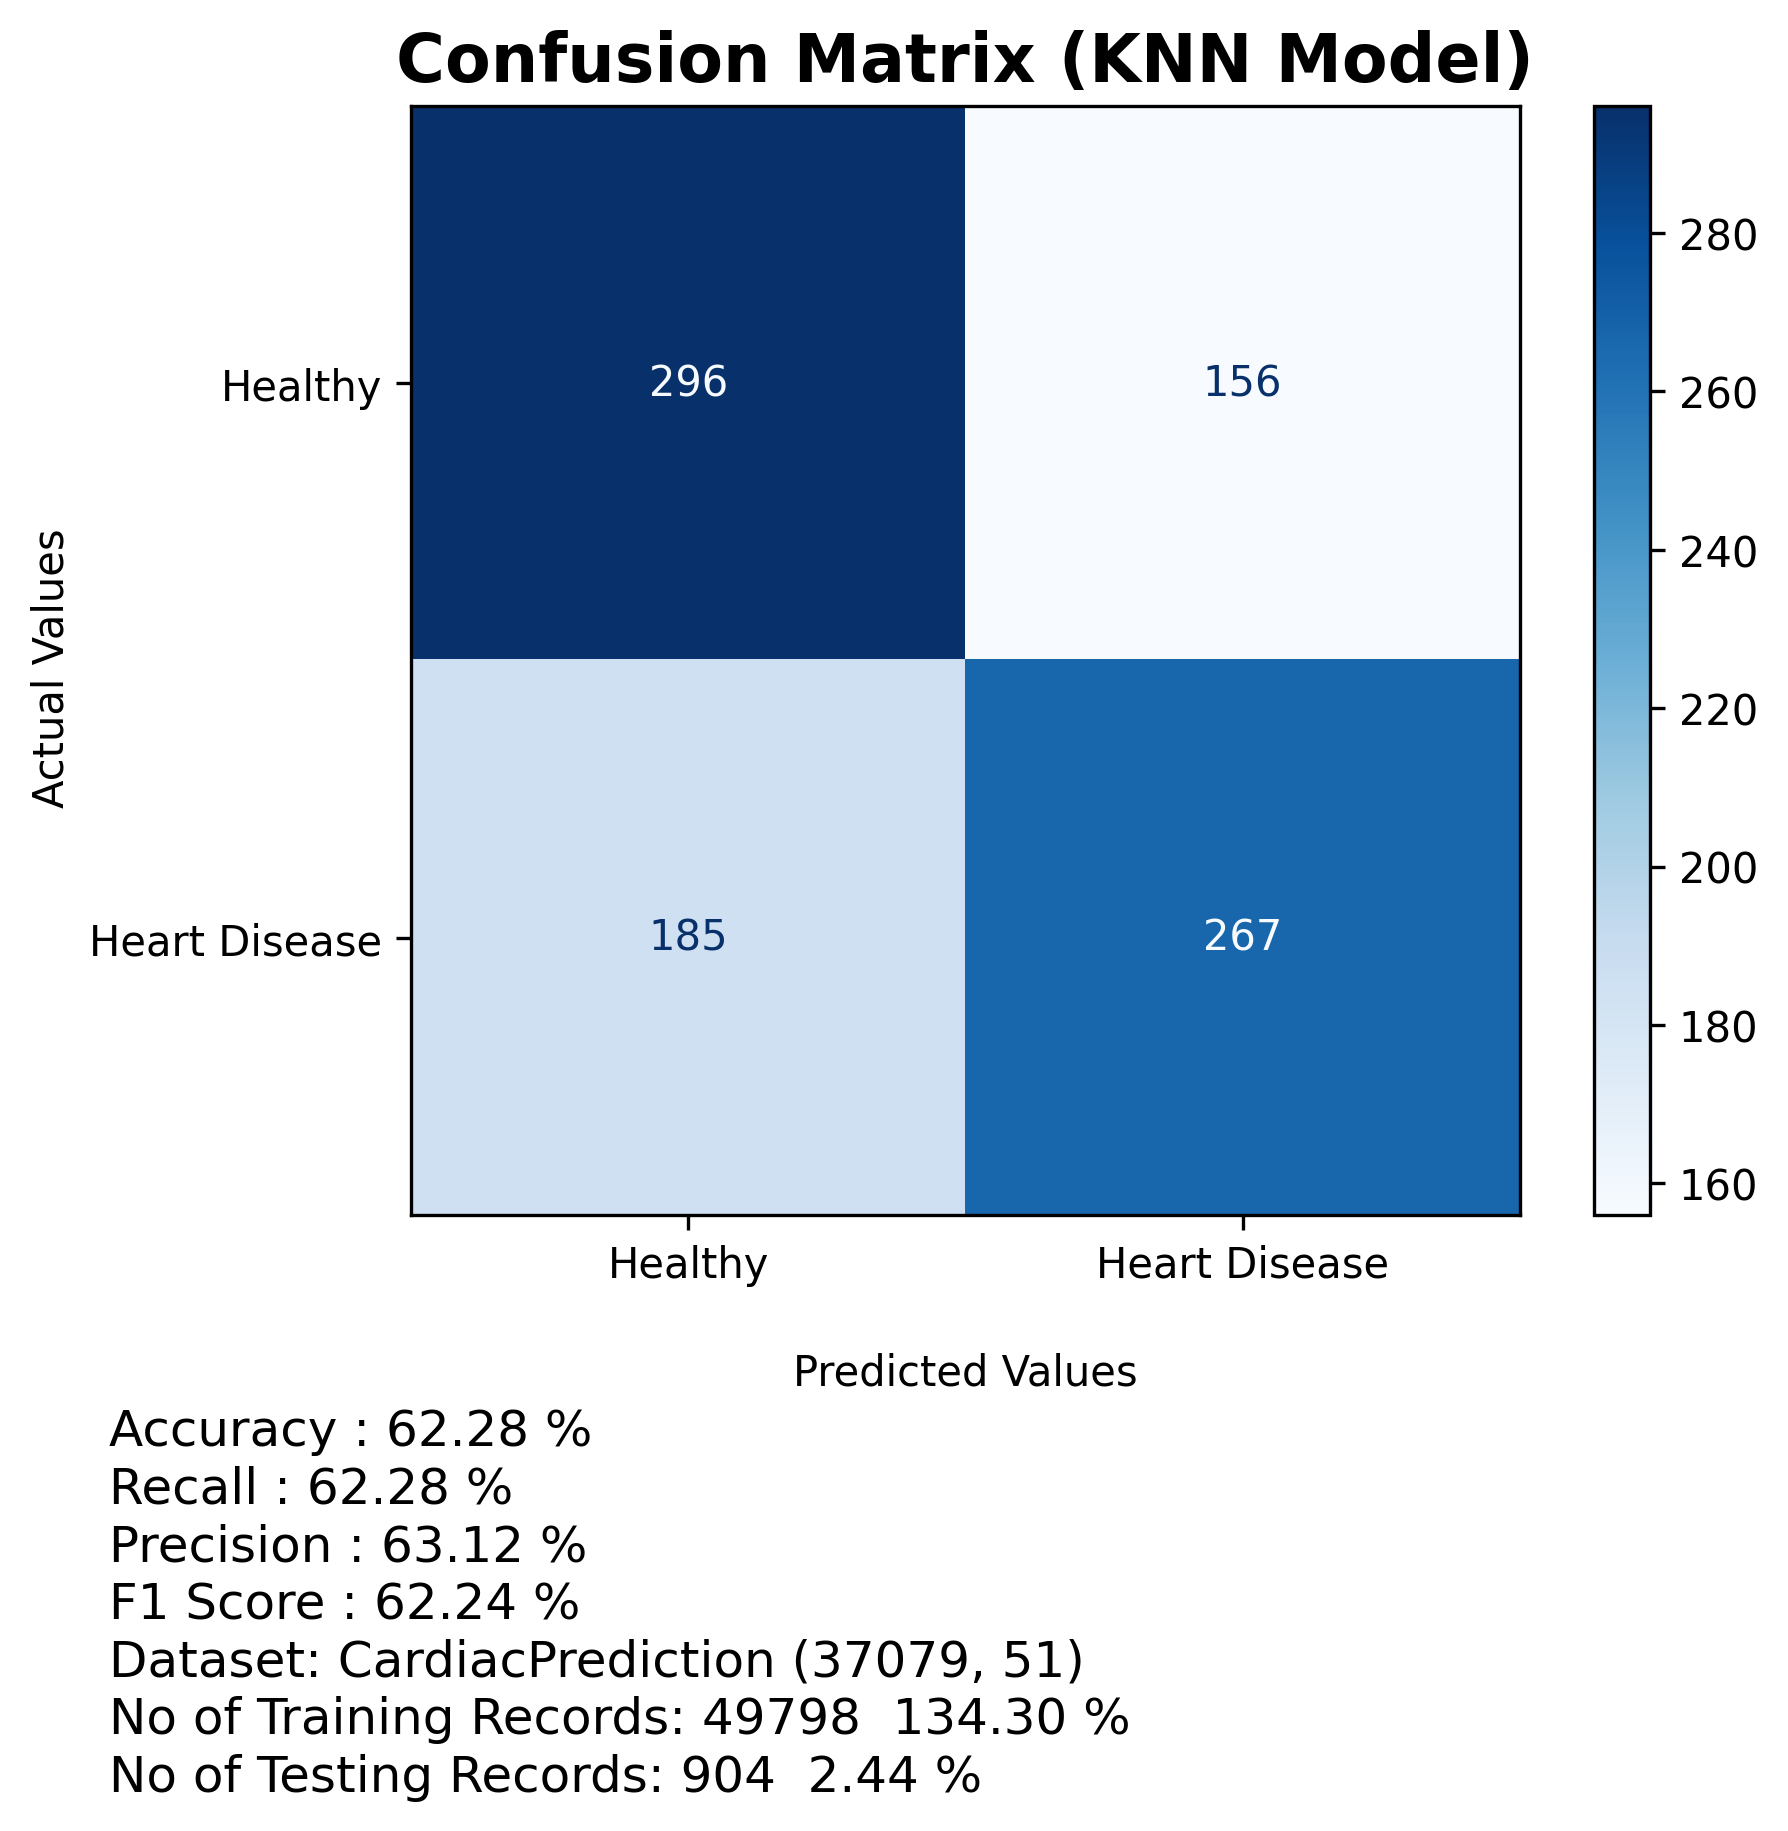 Confusion Matrix (KNN Model)
280
260
240
220
200
180
160
Actual Values
Healthy
296
156
Heart Disease
185
267
Healthy
Heart Disease
Predicted Values
Accuracy : 62.28 %
Recall : 62.28 %
Precision : 63.12 %
F1 Score : 62.24 %
Dataset: CardiacPrediction (37079, 51)
No of Training Records: 49798  134.30 %
No of Testing Records: 904  2.44 %